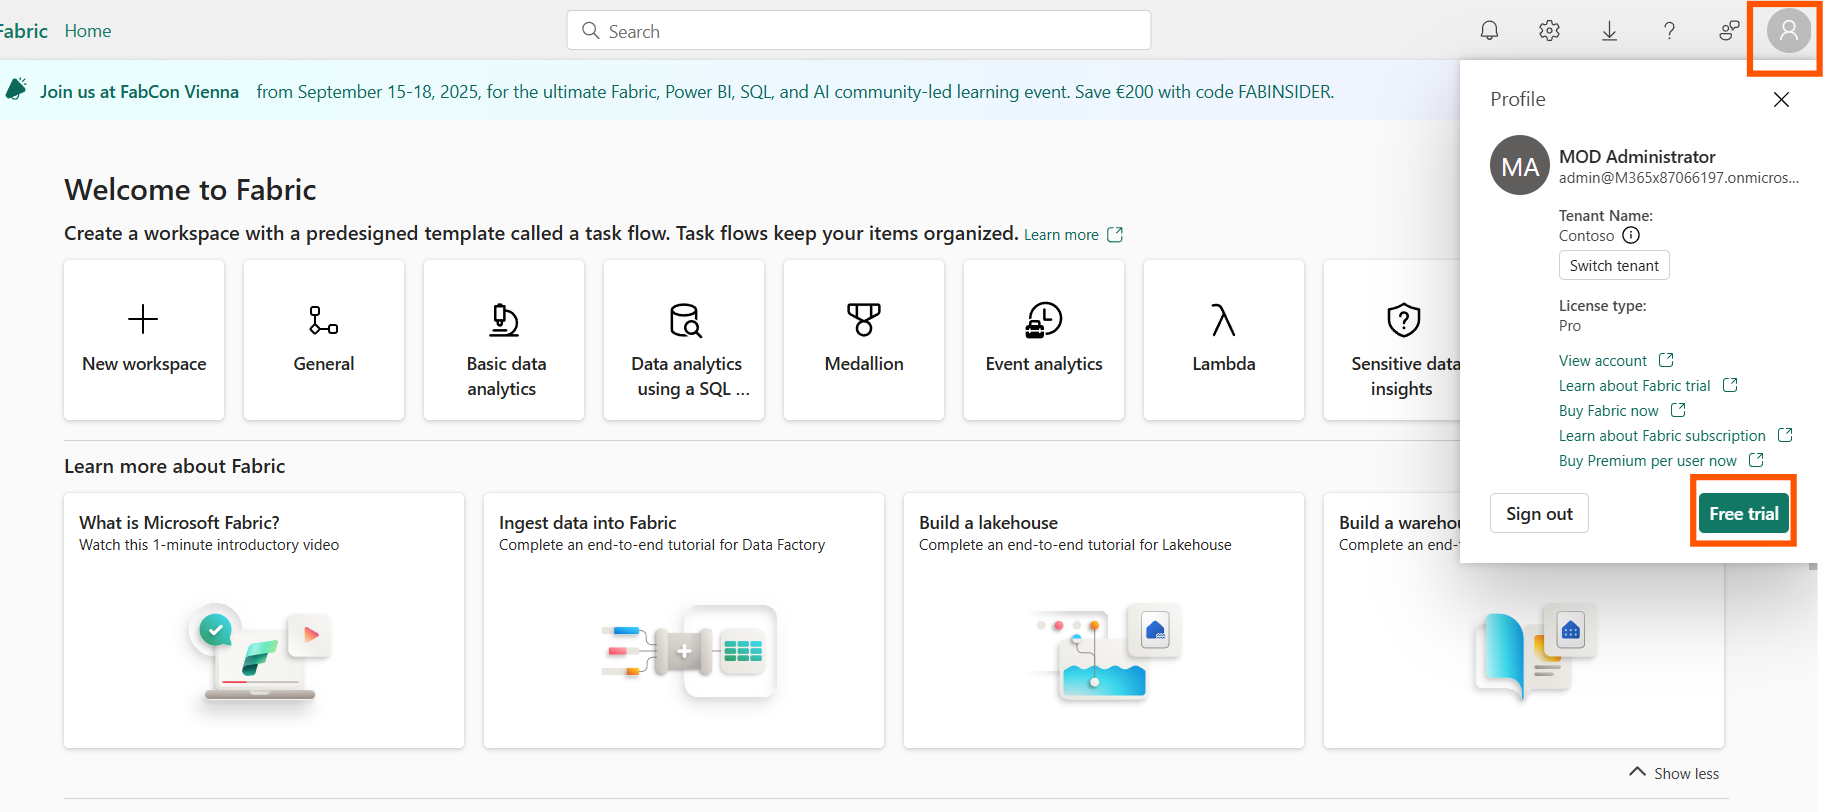 Fabric Home
Search
Join us at FabCon Vienna from September 15-18, 2025, for the ultimate Fabric, Power BI, SQL, and AI community-led learning event. Save €200 with code FABINSIDER.
Profile
MA
MOD Administrator
admin@M365x87066197.onmicros...
Tenant Name:
Contoso
Switch tenant
License type:
Pro
View account
Learn about Fabric trial
Buy Fabric now
Learn about Fabric subscription
Buy Premium per user now
Sign out
Free trial
Welcome to Fabric
Create a workspace with a predesigned template called a task flow. Task flows keep your items organized. Learn more
New workspace
General
Basic data
analytics
Data analytics
using a SQL ...
Medallion
Event analytics
Lambda
Sensitive data
insights
Learn more about Fabric
What is Microsoft Fabric?
Watch this 1-minute introductory video
Ingest data into Fabric
Complete an end-to-end tutorial for Data Factory
Build a lakehouse
Complete an end-to-end tutorial for Lakehouse
Build a wareho
Complete an end-
Show less